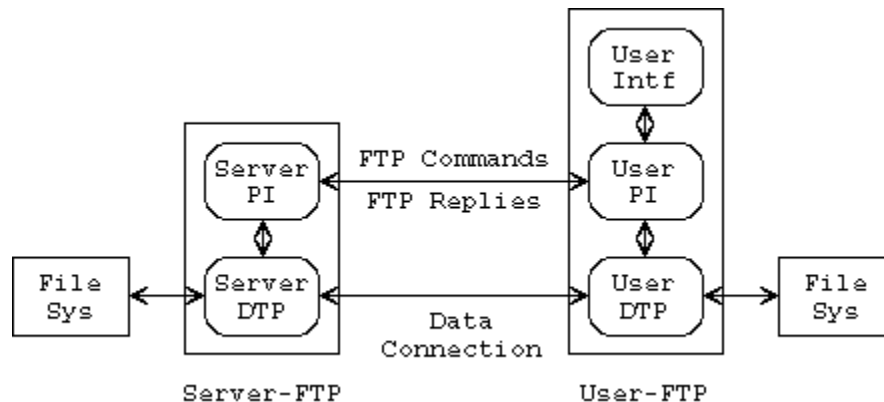 User
Intf
Server
PI
FTP Commands
FTP Replies
User
PI
File
Sys
Server
DTP
Data
Connection
User
DTP
File
Sys
Server-FTP
User-FTP